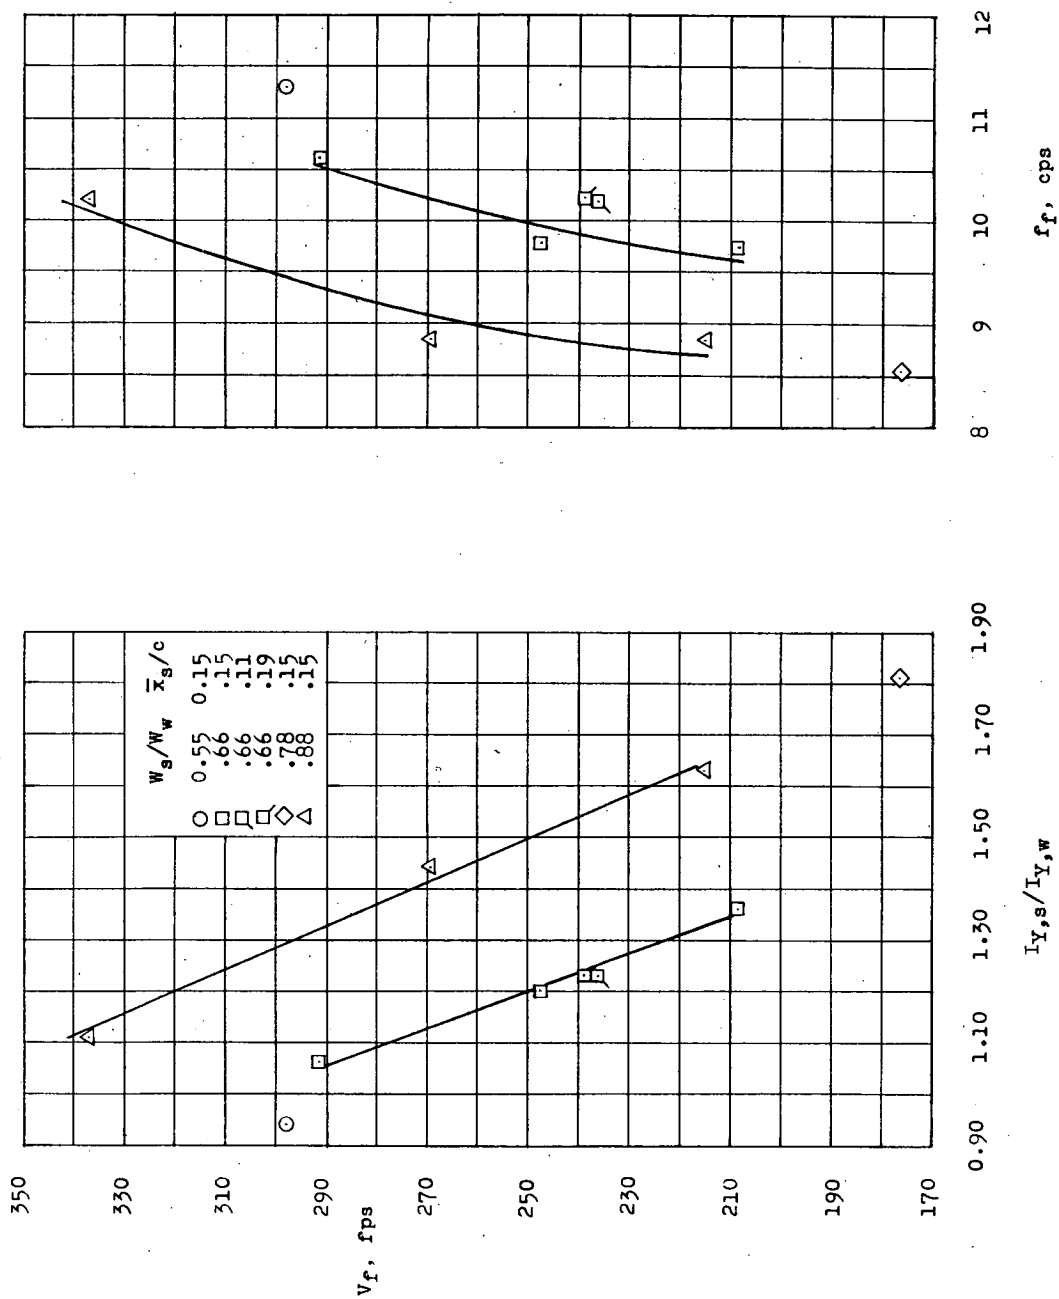 350
330
290
270
250
230
210
190
170
V_f, fps
310
W_s/W_w x̄_s/c
○ 0.55 0.15
□ .66 .15
□ .66 .11
□ .66 .19
◇ .78 .15
△ .88 .15
0.90 1.10 1.30 1.50 1.70 1.90
I_Y,s/I_Y,w
8 9 10 11 12
f_f, cps